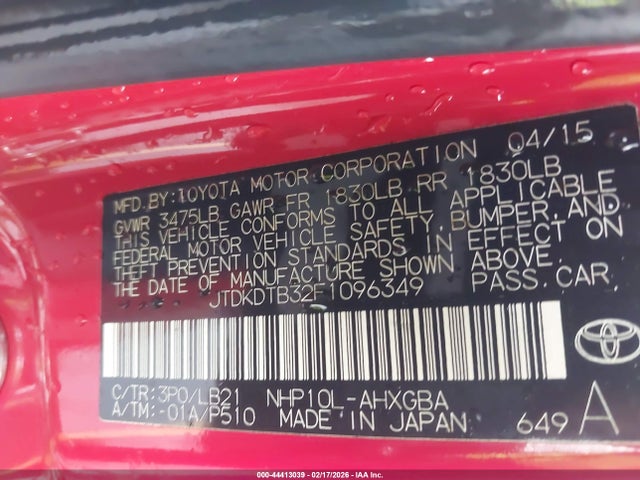 MFD.BY:TOYOTA MOTOR CORPORATION 04/15
GVWR 3475LB GAWR FR 1830LB RR 1830LB
THIS VEHICLE CONFORMS TO ALL APPLICABLE
FEDERAL MOTOR VEHICLE SAFETY, BUMPER, AND
THEFT PREVENTION STANDARDS IN EFFECT ON
THE DATE OF MANUFACTURE SHOWN ABOVE.
JTDKDTB32F1096349 PASS.CAR
C/TR:3P0/LB21 NHP10L-AHXGBA
A/TM:-01A/P510 MADE IN JAPAN 649 A
000-44413039 - 02/17/2026 - IAA Inc.